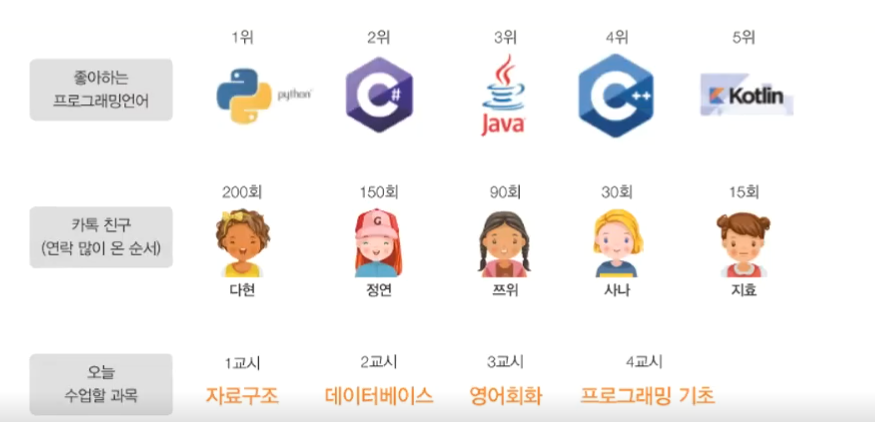 1위 2위 3위 4위 5위
좋아하는
프로그래밍언어
python
C#
Java
C++
Kotlin
200회 150회 90회 30회 15회
카톡 친구
(연락 많이 온 순서)
G
다현 정연 쯔위 사나 지효
1교시 2교시 3교시 4교시
오늘
수업할 과목
자료구조 데이터베이스 영어회화 프로그래밍 기초